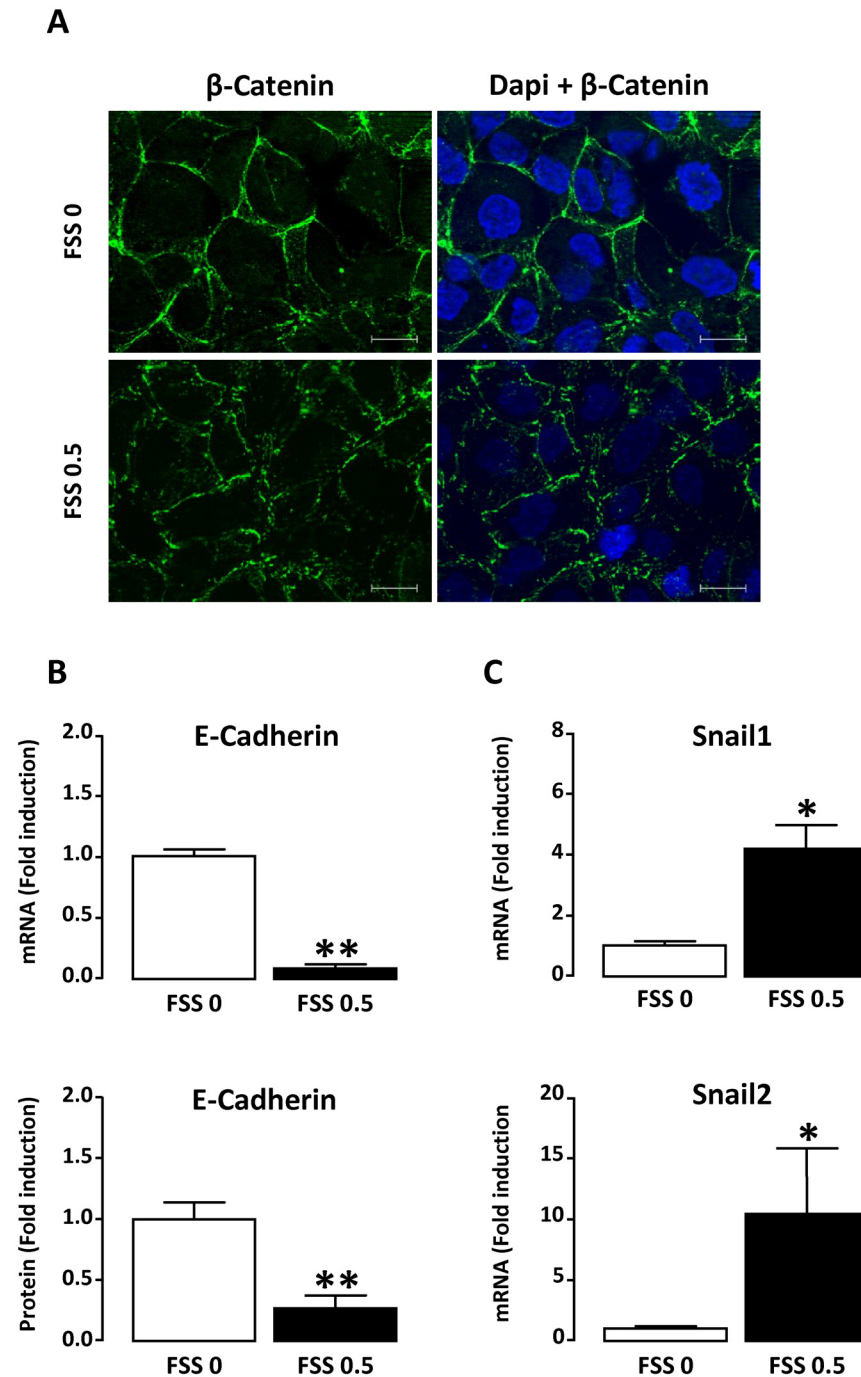 A
β-Catenin
Dapi + β-Catenin
FSS 0
FSS 0.5
B
C
E-Cadherin
mRNA (Fold induction)
2.0
1.5
1.0
0.5
0.0
**
FSS 0
FSS 0.5
Snail1
mRNA (Fold induction)
8
6
4
2
0
*
FSS 0
FSS 0.5
E-Cadherin
Protein (Fold induction)
2.0
1.5
1.0
0.5
0.0
**
FSS 0
FSS 0.5
Snail2
mRNA (Fold induction
20
15
10
5
0
*
FSS 0
FSS 0.5